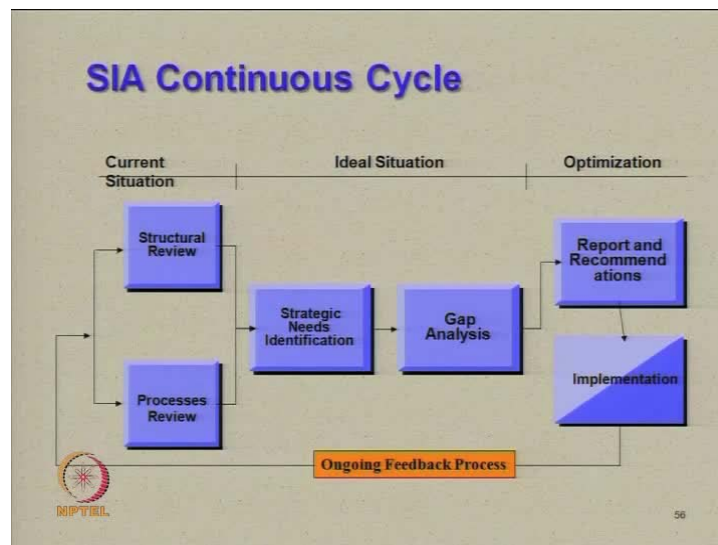 SIA Continuous Cycle
Current
Situation
Ideal Situation
Optimization
Structural
Review
Processes
Review
Strategic
Needs
Identification
Gap
Analysis
Report and
Recommend
ations
Implementation
Ongoing Feedback Process
NPTEL
56